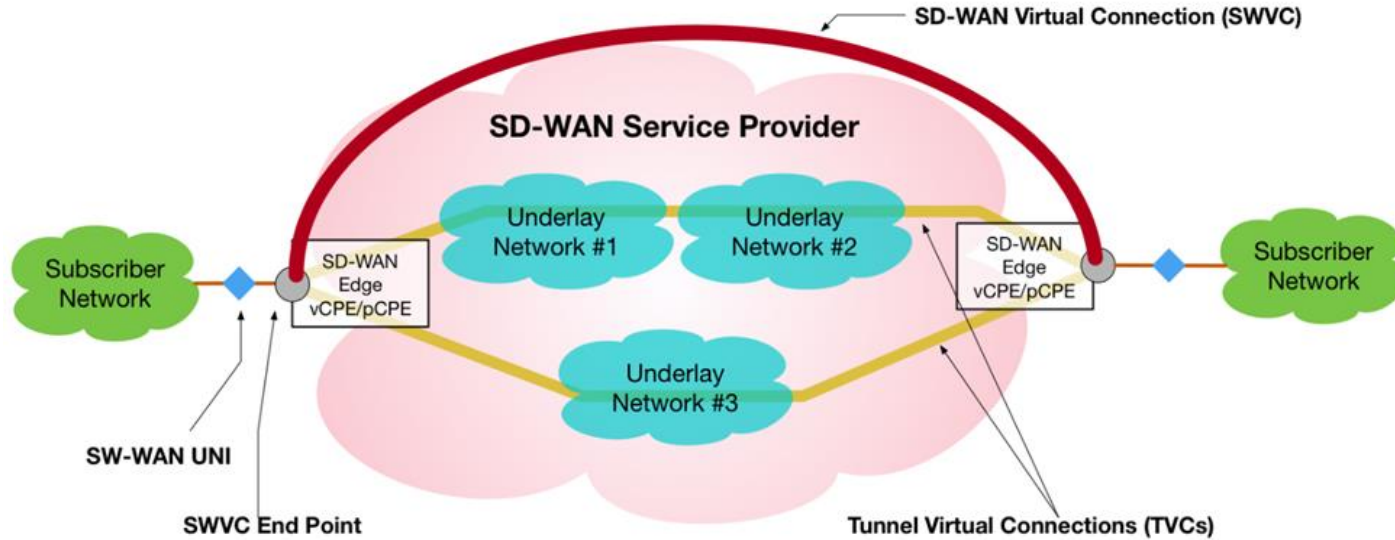 SD-WAN Virtual Connection (SWVC)
SD-WAN Service Provider
Underlay
Network #1
Underlay
Network #2
Subscriber
Network
SD-WAN
Edge
vCPE/pCPE
SD-WAN
Edge
vCPE/pCPE
Subscriber
Network
Underlay
Network #3
SW-WAN UNI
SWVC End Point
Tunnel Virtual Connections (TVCs)